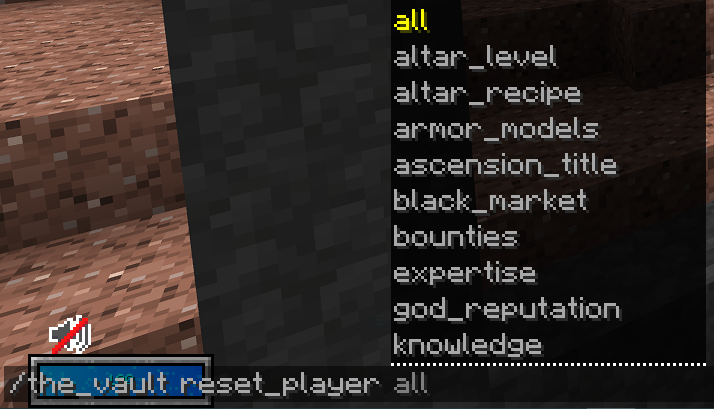 all
altar_level
altar_recipe
armor_models
ascension_title
black_market
bounties
expertise
god_reputation
knowledge
/the_vault reset_player all